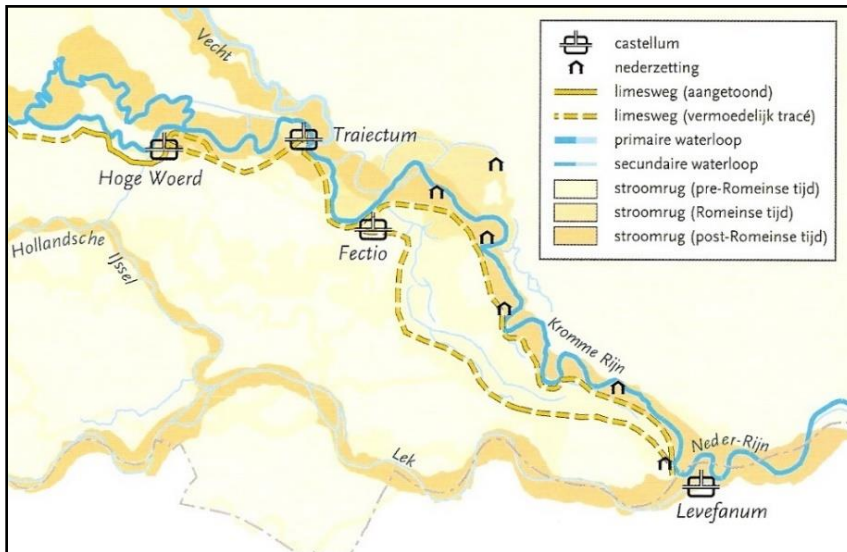 Vecht
Traiectum
Hoge Woerd
Fectio
Hollandsche
IJssel
Kromme Rijn
Neder-Rijn
Lek
Levefanum
castellum
nederzetting
limesweg (aangetoond)
limesweg (vermoedelijk tracé)
primaire waterloop
secundaire waterloop
stroomrug (pre-Romeinse tijd)
stroomrug (Romeinse tijd)
stroomrug (post-Romeinse tijd)